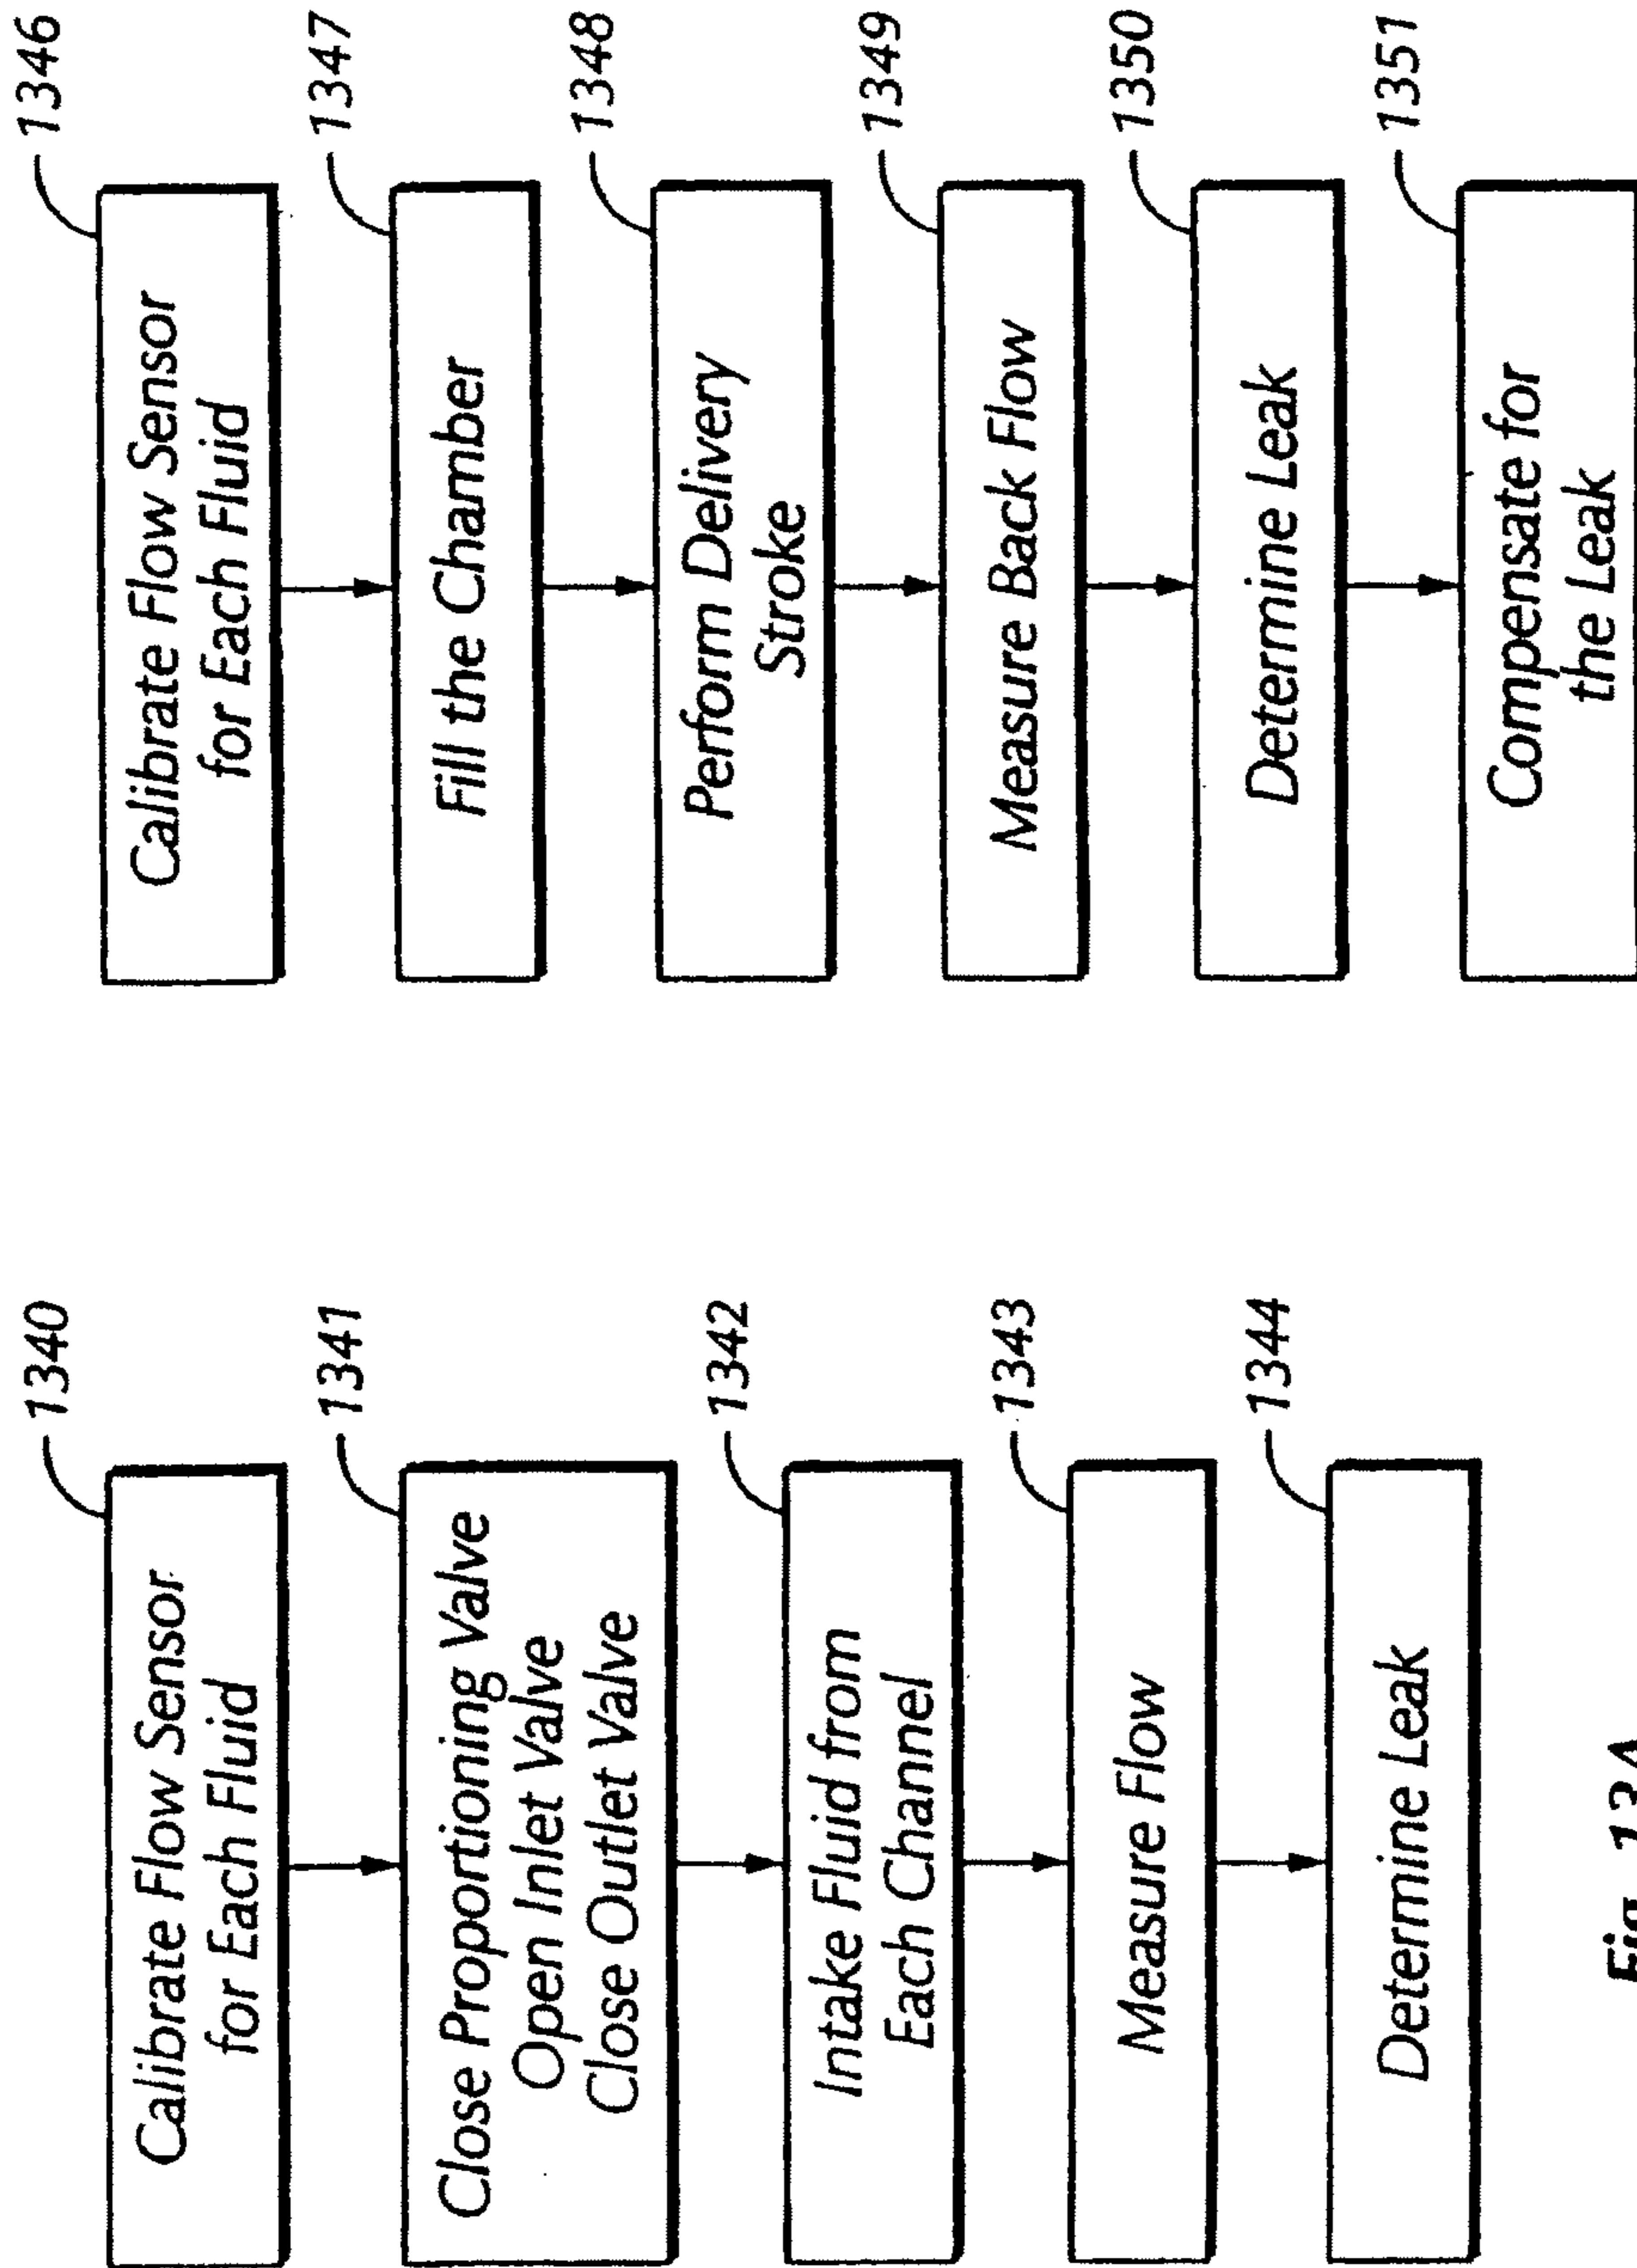 1340
Calibrate Flow Sensor
for Each Fluid
1341
Close Proportioning Valve
Open Inlet Valve
Close Outlet Valve
1342
Intake Fluid from
Each Channel
1343
Measure Flow
1344
Determine Leak
Fig. 13A
1346
Calibrate Flow Sensor
for Each Fluid
1347
Fill the Chamber
1348
Perform Delivery
Stroke
1349
Measure Back Flow
1350
Determine Leak
1351
Compensate for
the Leak